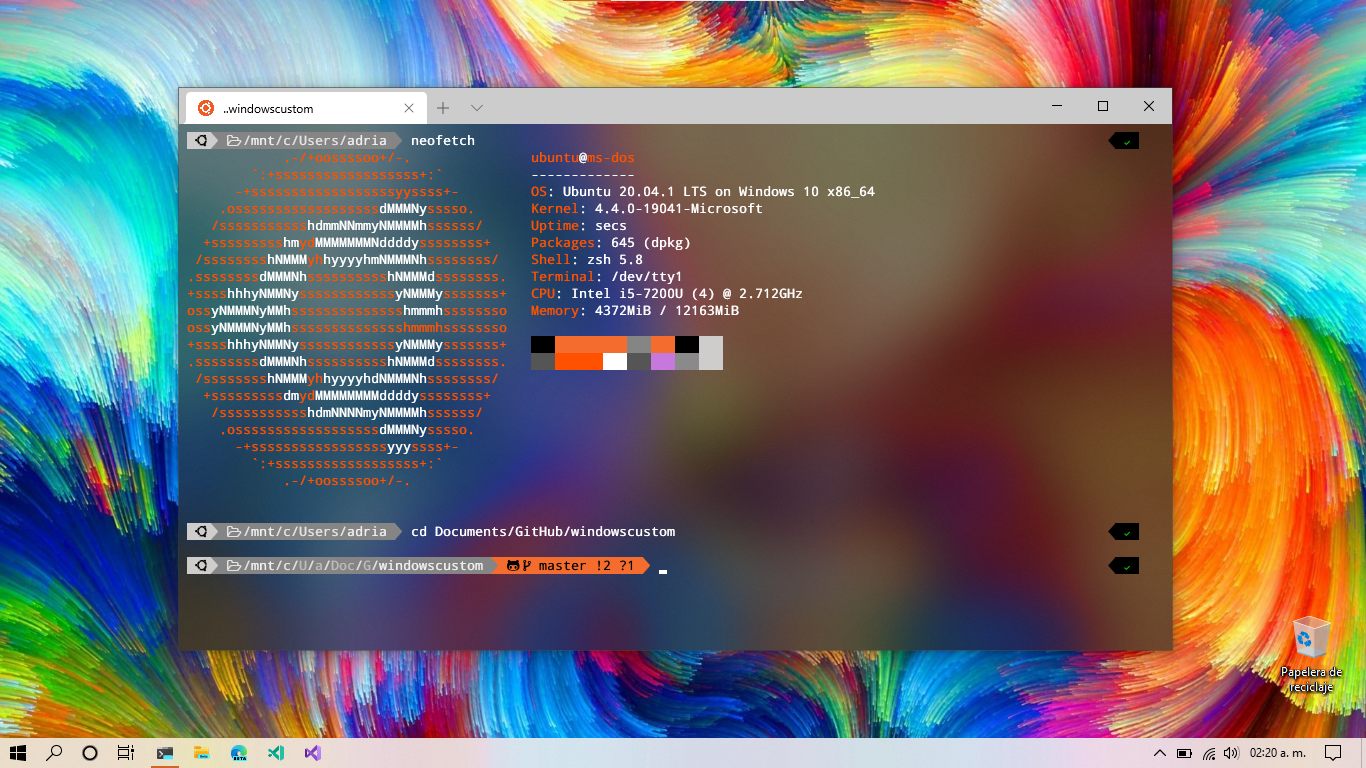 ..windowscustom
/mnt/c/Users/adria neofetch
.-/+oossssoo+/-.
`:+ssssssssssssssssss+:`
-+ssssssssssssssssssyyssss+-
.ossssssssssssssssssdMMMNysssso.
/ssssssssssshdmmNNmmyNMMMMhssssss/
+ssssssssshmydMMMMMMMNddddyssssssss+
/sssssssshNMMMyhhyyyyhmNMMMNhssssssss/
.ssssssssdMMMNhsssssssssshNMMMdssssssss.
+sssshhhyNMMNyssssssssssssyNMMMysssssss+
ossyNMMMNyMMhsssssssssssssshmmmhssssssso
ossyNMMMNyMMhsssssssssssssshmmmhssssssso
+sssshhhyNMMNyssssssssssssyNMMMysssssss+
.ssssssssdMMMNhsssssssssshNMMMdssssssss.
/sssssssshNMMMyhhyyyyhdNMMMNhssssssss/
+sssssssssdmydMMMMMMMMddddyssssssss+
/ssssssssssshdmNNNNmyNMMMMhssssss/
.ossssssssssssssssssdMMMNysssso.
-+sssssssssssssssssyyyssss+-
`:+ssssssssssssssssss+:`
.-/+oossssoo+/-.
ubuntu@ms-dos
-------------
OS: Ubuntu 20.04.1 LTS on Windows 10 x86_64
Kernel: 4.4.0-19041-Microsoft
Uptime: secs
Packages: 645 (dpkg)
Shell: zsh 5.8
Terminal: /dev/tty1
CPU: Intel i5-7200U (4) @ 2.712GHz
Memory: 4372MiB / 12163MiB
/mnt/c/Users/adria cd Documents/GitHub/windowscustom
/mnt/c/U/a/Doc/G/windowscustom master !2 ?1
Papelera de
reciclaje
BETA
02:20 a. m.